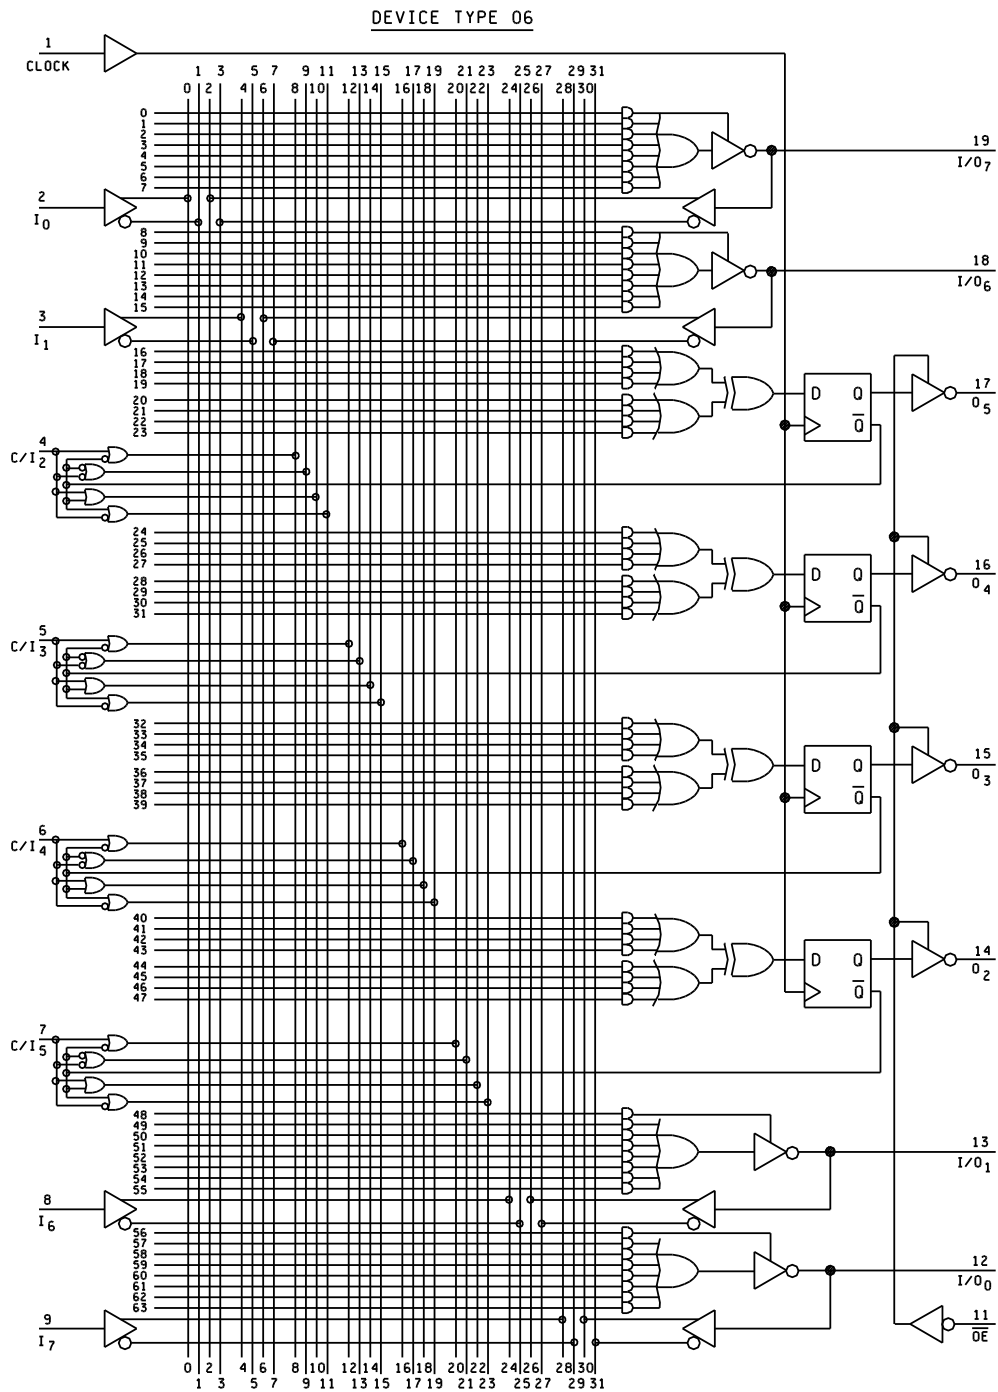 DEVICE TYPE 06
1
CLOCK
1 3 5 7 9 11 13 15 17 19 21 23 25 27 29 31
0 2 4 6 8 10 12 14 16 18 20 22 24 26 28 30
0
1
2
3
4
5
6
7
19
I/O7
2
I0
8
9
10
11
12
13
14
15
18
I/O6
3
I1
16
17
18
19
20
21
22
23
D Q
Q̅
17
O5
4
C/I2
24
25
26
27
28
29
30
31
D Q
Q̅
16
O4
5
C/I3
32
33
34
35
36
37
38
39
D Q
Q̅
15
O3
6
C/I4
40
41
42
43
44
45
46
47
D Q
Q̅
14
O2
7
C/I5
48
49
50
51
52
53
54
55
13
I/O1
8
I6
56
57
58
59
60
61
62
63
12
I/O0
9
I7
11
O̅E̅
0 2 4 6 8 10 12 14 16 18 20 22 24 26 28 30
1 3 5 7 9 11 13 15 17 19 21 23 25 27 29 31